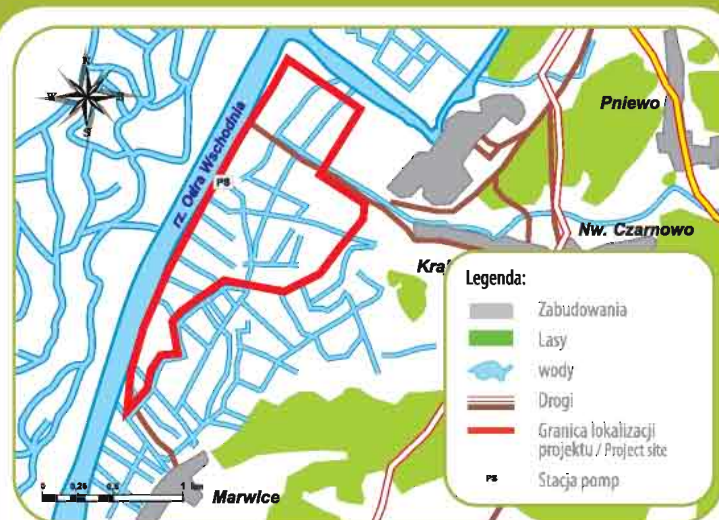 N
W
E
S
rz. Odra Wschodnia
PS
Pniewo
Nw. Czarnowo
Marwice
0 0,25 0,5 1 km
Legenda:
Zabudowania
Lasy
wody
Drogi
Granica lokalizacji
projektu / Project site
PS Stacja pomp